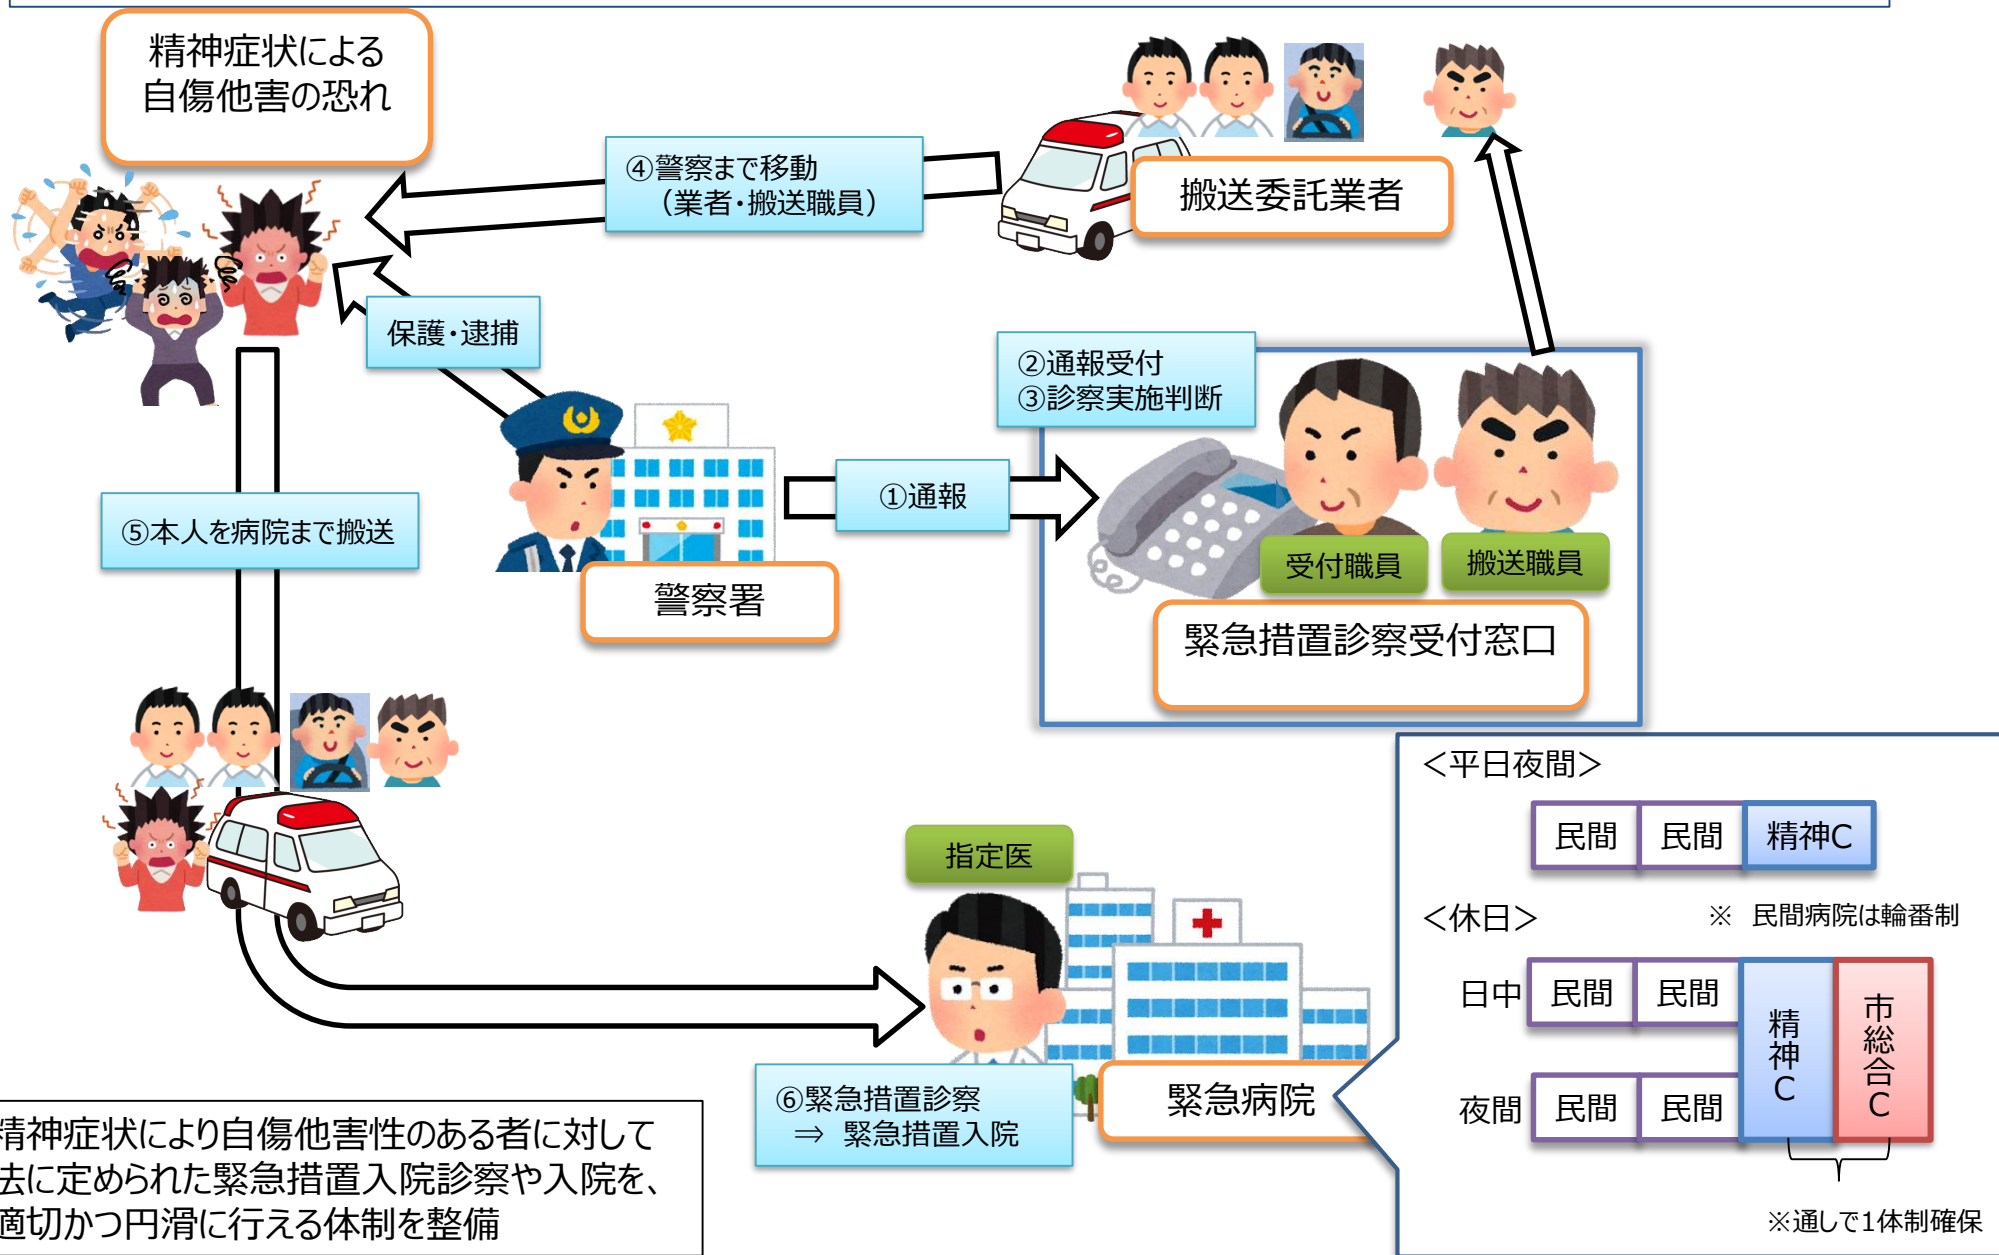 精神症状による
自傷他害の恐れ
④警察まで移動
（業者・搬送職員）
搬送委託業者
保護・逮捕
②通報受付
③診察実施判断
①通報
⑤本人を病院まで搬送
受付職員
搬送職員
警察署
緊急措置診察受付窓口
＜平日夜間＞
民間
民間
精神C
＜休日＞
※　民間病院は輪番制
日中
民間
民間
精神C
市総合C
夜間
民間
民間
※通しで1体制確保
指定医
⑥緊急措置診察
⇒　緊急措置入院
緊急病院
精神症状により自傷他害性のある者に対して
法に定められた緊急措置入院診察や入院を、
適切かつ円滑に行える体制を整備